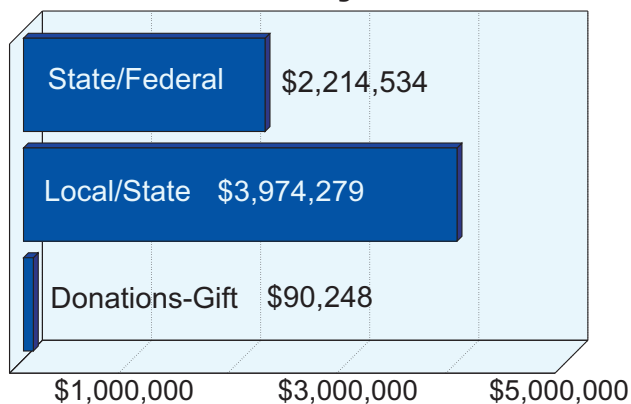 State/Federal $2,214,534
Local/State $3,974,279
Donations-Gift $90,248
$1,000,000 $3,000,000 $5,000,000